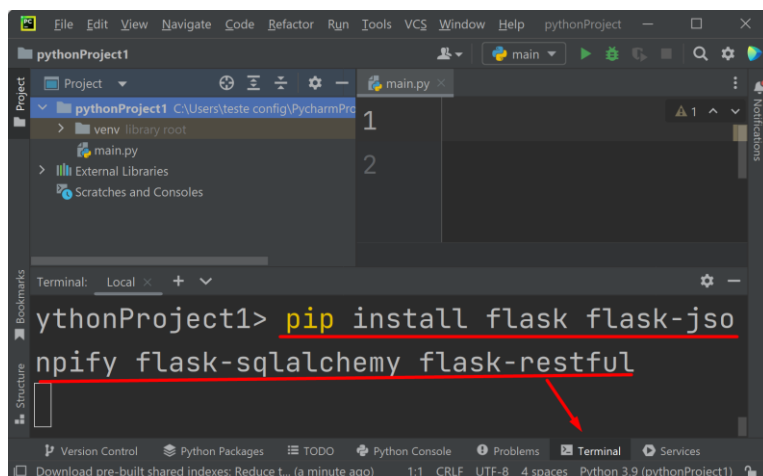 PC File Edit View Navigate Code Refactor Run Tools VCS Window Help pythonProject
pythonProject1 main
Project main.py
Project
pythonProject1 C:\Users\teste config\PycharmPro
venv library root
main.py
External Libraries
Scratches and Consoles
1
2
1
Notifications
Terminal: Local
ythonProject1> pip install flask flask-jso
npify flask-sqlalchemy flask-restful
Bookmarks
Structure
Version Control Python Packages TODO Python Console Problems Terminal Services
Download pre-built shared indexes: Reduce t... (a minute ago) 1:1 CRLF UTF-8 4 spaces Python 3.9 (pythonProject1)